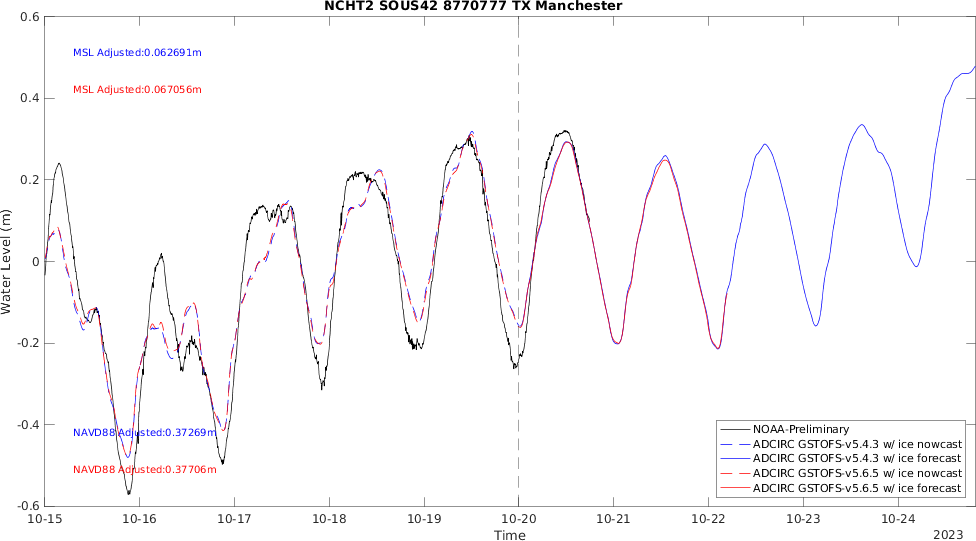 NCHT2 SOUS42 8770777 TX Manchester
0.6
MSL Adjusted:0.062691m
MSL Adjusted:0.067056m
0.4
0.2
0
-0.2
-0.4
-0.6
Water Level (m)
NAVD88 Adjusted:0.37269m
NAVD88 Adjusted:0.37706m
NOAA-Preliminary
ADCIRC GSTOFS-v5.4.3 w/ ice nowcast
ADCIRC GSTOFS-v5.4.3 w/ ice forecast
ADCIRC GSTOFS-v5.6.5 w/ ice nowcast
ADCIRC GSTOFS-v5.6.5 w/ ice forecast
10-15 10-16 10-17 10-18 10-19 10-20 10-21 10-22 10-23 10-24
Time
2023